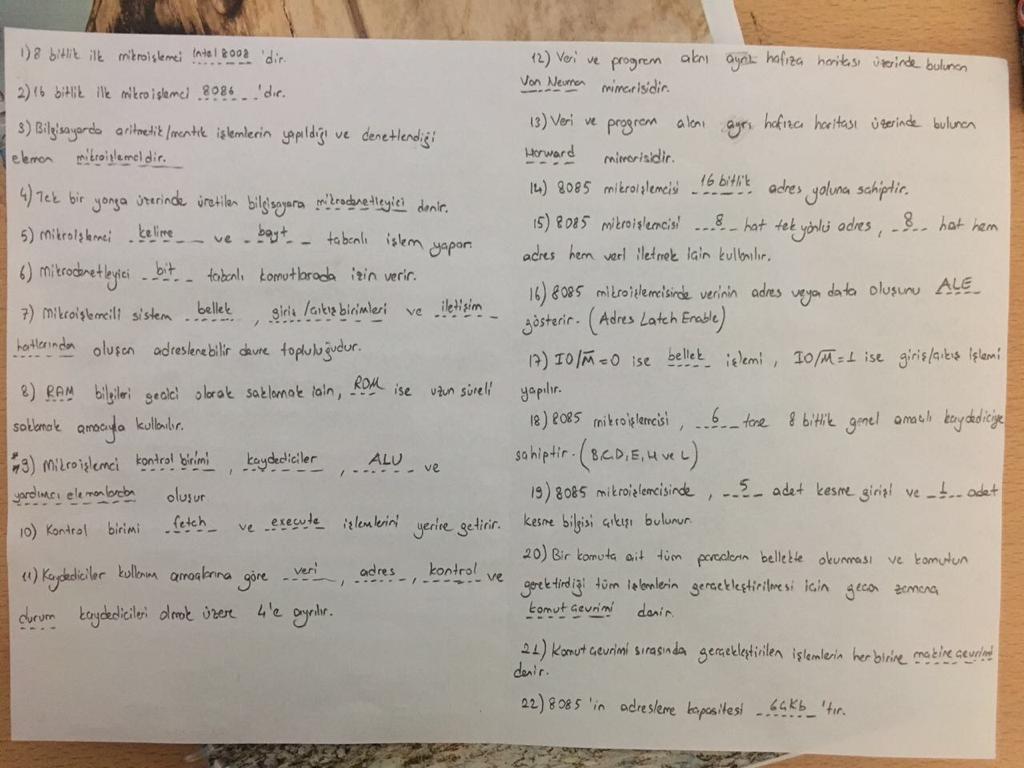 1) 8 bitlik ilk mikroişlemci Intel 8008 'dir.
2) 16 bitlik ilk mikroişlemci 8086 'dır.
3) Bilgisayarda aritmetik/mantık işlemlerin yapıldığı ve denetlendiği
eleman mikroişlemcidir.
4) Tek bir yonga üzerinde üretilen bilgisayara mikrodenetleyici denir.
5) Mikroişlemci kelime ve bayt tabanlı işlem yapar.
6) Mikrodenetleyici bit tabanlı komutlarada izin verir.
7) Mikroişlemcili sistem bellek, giriş/çıkış birimleri ve iletişim
hatlarından oluşan adreslenebilir devre topluluğudur.
8) RAM bilgileri geçici olarak saklamak için, ROM ise uzun süreli
saklamak amacıyla kullanılır.
9) Mikroişlemci kontrol birimi, kaydediciler, ALU ve
yardımcı elemanlardan oluşur
10) Kontrol birimi fetch ve execute işlemlerini yerine getirir.
11) Kaydediciler kullanım amaçlarına göre veri, adres, kontrol ve
durum kaydedicileri olmak üzere 4'e ayrılır.
12) Veri ve program alanı aynı hafıza haritası üzerinde bulunan
Von Neuman mimarisidir.
13) Veri ve program alanı ayrı hafıza haritası üzerinde bulunan
Harward mimarisidir.
14) 8085 mikroişlemcisi 16 bitlik adres yoluna sahiptir.
15) 8085 mikroişlemcisi 8 hat tek yönlü adres, 8 hat hem
adres hem veri iletmek için kullanılır.
16) 8085 mikroişlemcisinde verinin adres veya data oluşunu ALE
gösterir. (Adres Latch Enable)
17) IO/M̅=0 ise bellek işlemi, IO/M̅=1 ise giriş/çıkış işlemi
yapılır.
18) 8085 mikroişlemcisi, 6 tane 8 bitlik genel amaçlı kaydediciye
sahiptir. (B,C,D,E,H ve L)
19) 8085 mikroişlemcisinde, 5 adet kesme girişi ve 1 adet
kesme bilgisi çıkışı bulunur.
20) Bir komuta ait tüm parçaların bellekte okunması ve komutun
gerektirdiği tüm işlemlerin gerçekleştirilmesi için geçen zamana
komut çevrimi denir.
21) Komut çevrimi sırasında gerçekleştirilen işlemlerin her birine makine çevrimi
denir.
22) 8085 'in adresleme kapasitesi 64Kb 'tır.